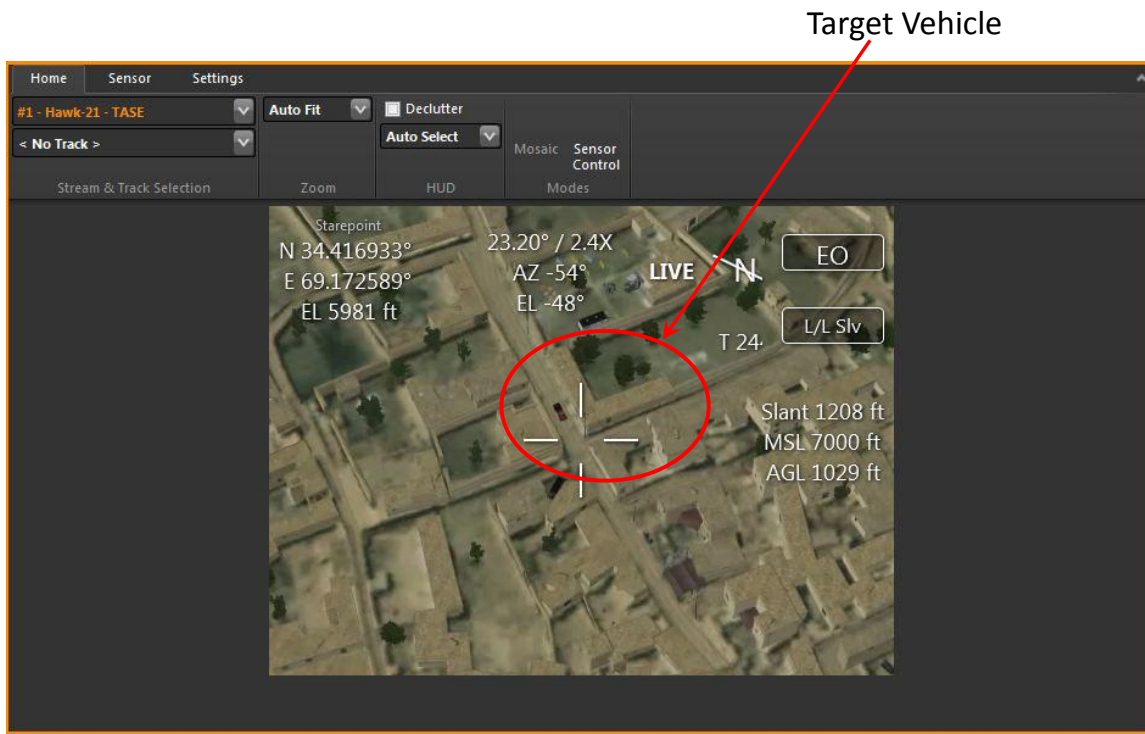 Target Vehicle
Home Sensor Settings
#1 - Hawk-21 - TASE
Auto Fit
Declutter
< No Track >
Auto Select
Mosaic
Sensor
Control
Stream & Track Selection
Zoom
HUD
Modes
Starepoint
N 34.416933°
E 69.172589°
EL 5981 ft
23.20° / 2.4X
AZ -54°
EL -48°
LIVE
N
EO
L/L Slv
T 24
Slant 1208 ft
MSL 7000 ft
AGL 1029 ft